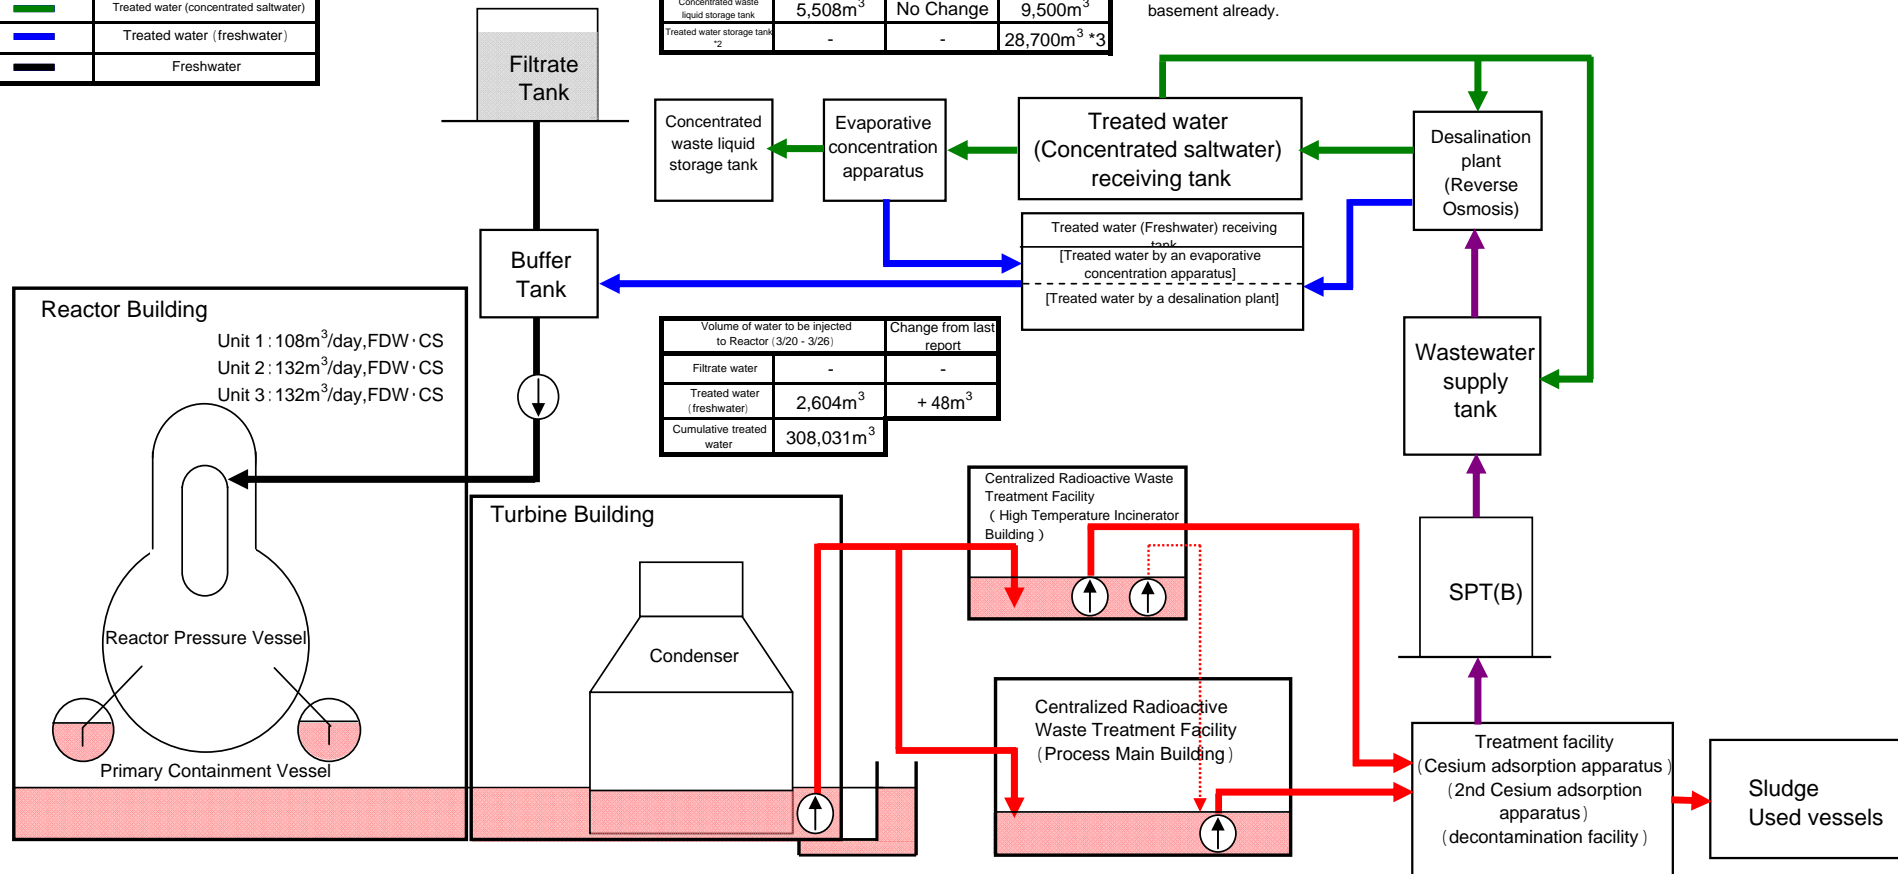 Treated water (concentrated saltwater)
Treated water (freshwater)
Freshwater
Concentrated waste
liquid storage tank
5,508m3
No Change
9,500m3
Treated water storage tank
*2
-
-
28,700m3 *3
basement already.
Filtrate
Tank
Concentrated
waste liquid
storage tank
Evaporative
concentration
apparatus
Treated water
(Concentrated saltwater)
receiving tank
Desalination
plant
(Reverse
Osmosis)
Treated water (Freshwater) receiving
tank
[Treated water by an evaporative
concentration apparatus]
[Treated water by a desalination plant]
Buffer
Tank
Reactor Building
Unit 1 : 108m3/day,FDW・CS
Unit 2 : 132m3/day,FDW・CS
Unit 3 : 132m3/day,FDW・CS
Volume of water to be injected
to Reactor (3/20 - 3/26)
Change from last
report
Filtrate water
-
-
Treated water
(freshwater)
2,604m3
+ 48m3
Cumulative treated
water
308,031m3
Wastewater
supply
tank
Centralized Radioactive Waste
Treatment Facility
( High Temperature Incinerator
Building )
Turbine Building
SPT(B)
Reactor Pressure Vessel
Condenser
Centralized Radioactive
Waste Treatment Facility
(Process Main Building)
Primary Containment Vessel
Treatment facility
(Cesium adsorption apparatus )
(2nd Cesium adsorption
apparatus)
(decontamination facility )
Sludge
Used vessels